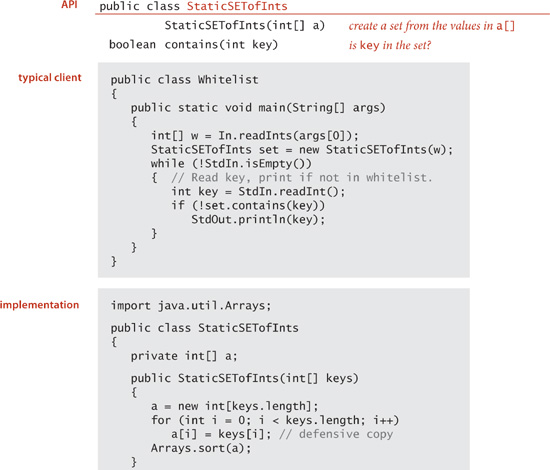 API
public class StaticSETofInts
StaticSETofInts(int[] a) create a set from the values in a[]
boolean contains(int key) is key in the set?
typical client
public class Whitelist
{
public static void main(String[] args)
{
int[] w = In.readInts(args[0]);
StaticSETofInts set = new StaticSETofInts(w);
while (!StdIn.isEmpty())
{ // Read key, print if not in whitelist.
int key = StdIn.readInt();
if (!set.contains(key))
StdOut.println(key);
}
}
}
implementation
import java.util.Arrays;
public class StaticSETofInts
{
private int[] a;
public StaticSETofInts(int[] keys)
{
a = new int[keys.length];
for (int i = 0; i < keys.length; i++)
a[i] = keys[i]; // defensive copy
Arrays.sort(a);
}